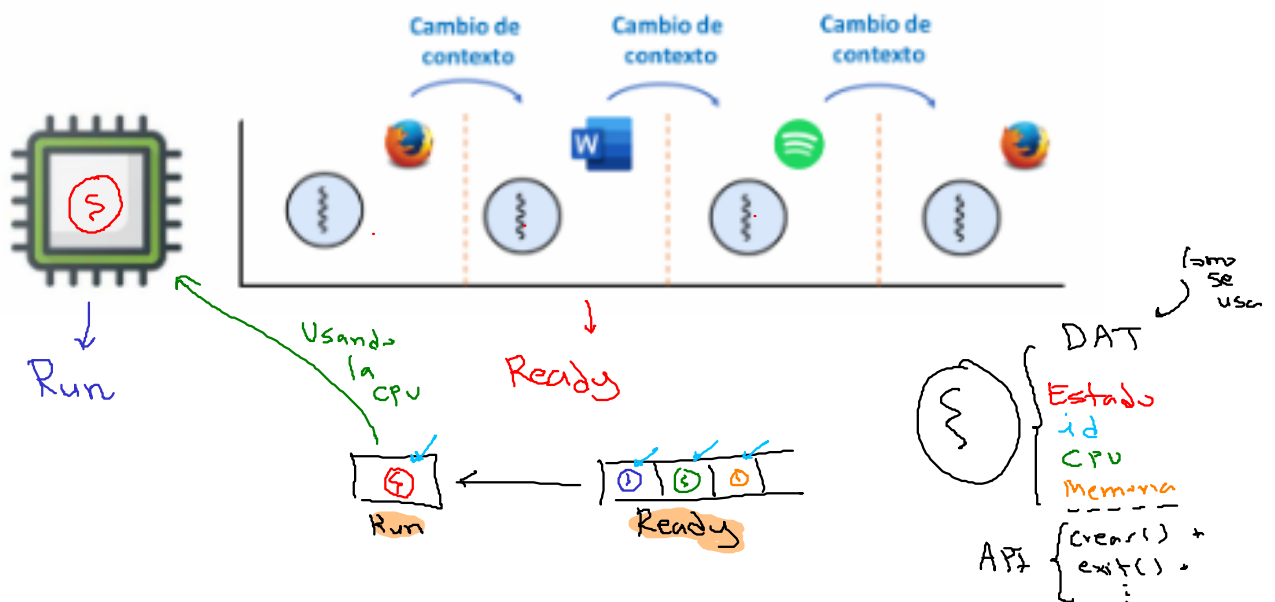 Cambio de
contexto
Cambio de
contexto
Cambio de
contexto
W
Run
Usando
la
CPU
Ready
Run
Ready
Como
se
usa
DAT
Estado
id
CPU
Memoria
API
crear()
exit()